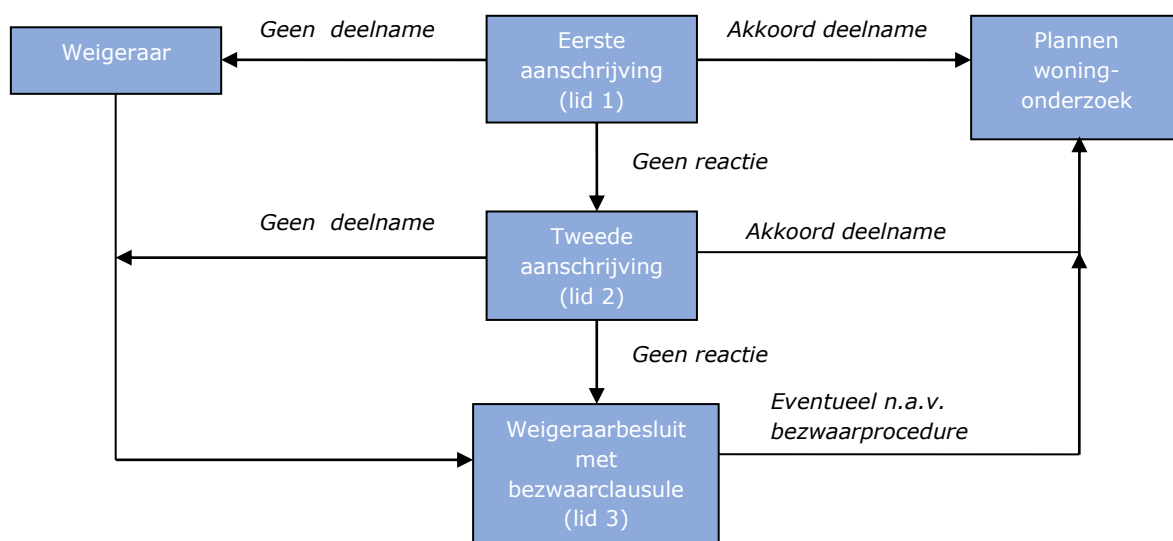 Geen  deelname
Weigeraar
Eerste
aanschrijving
(lid 1)
Akkoord deelname
Plannen
woning-
onderzoek
Geen reactie
Geen  deelname
Tweede
aanschrijving
(lid 2)
Akkoord deelname
Geen reactie
Weigeraarbesluit
met
bezwaarclausule
(lid 3)
Eventueel n.a.v.
bezwaarprocedure